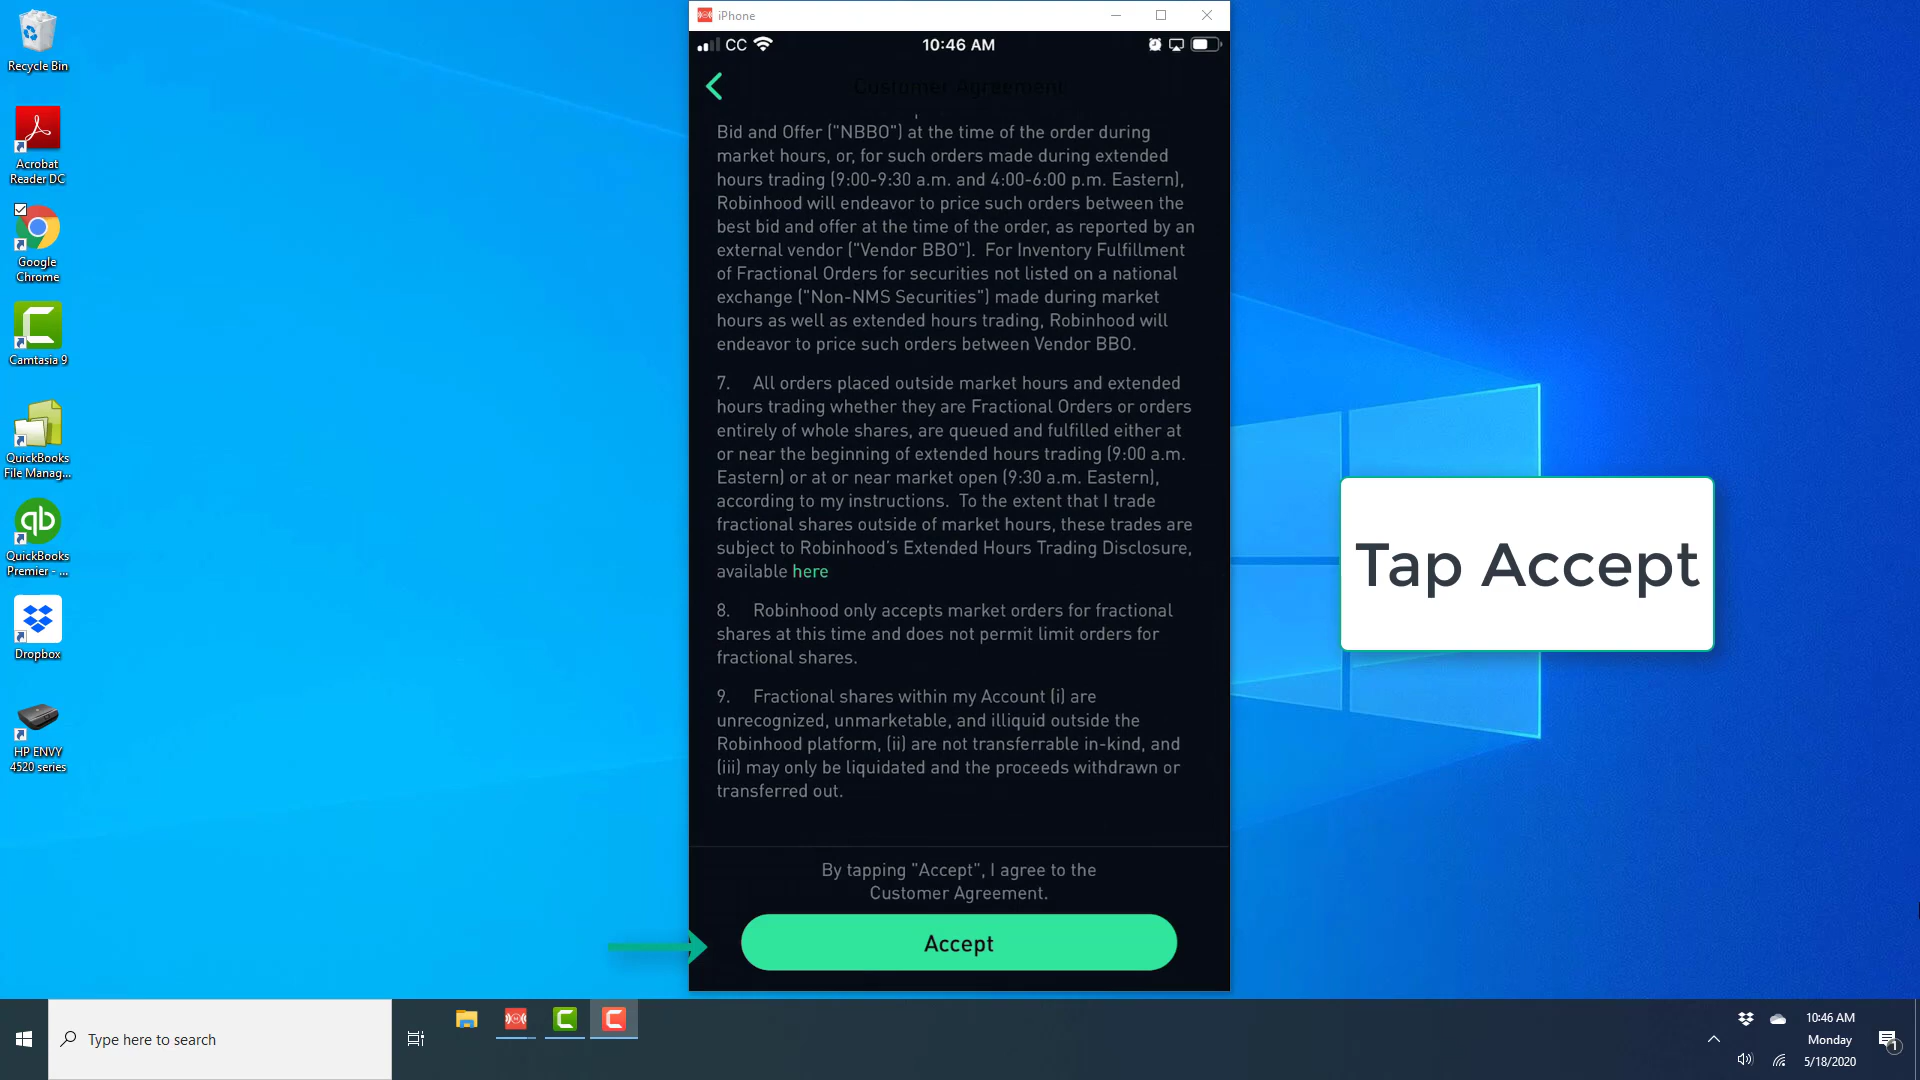 Recycle Bin
Acrobat
Reader DC
Google
Chrome
Camtasia 9
QuickBooks
File Manag...
QuickBooks
Premier - ...
Dropbox
HP ENVY
4520 series
iPhone
CC
10:46 AM
Customer Agreement
Bid and Offer ("NBBO") at the time of the order during
market hours, or, for such orders made during extended
hours trading (9:00-9:30 a.m. and 4:00-6:00 p.m. Eastern),
Robinhood will endeavor to price such orders between the
best bid and offer at the time of the order, as reported by an
external vendor ("Vendor BBO").  For Inventory Fulfillment
of Fractional Orders for securities not listed on a national
exchange ("Non-NMS Securities") made during market
hours as well as extended hours trading, Robinhood will
endeavor to price such orders between Vendor BBO.
7. All orders placed outside market hours and extended
hours trading whether they are Fractional Orders or orders
entirely of whole shares, are queued and fulfilled either at
or near the beginning of extended hours trading (9:00 a.m.
Eastern) or at or near market open (9:30 a.m. Eastern),
according to my instructions.  To the extent that I trade
fractional shares outside of market hours, these trades are
subject to Robinhood’s Extended Hours Trading Disclosure,
available here
8. Robinhood only accepts market orders for fractional
shares at this time and does not permit limit orders for
fractional shares.
9. Fractional shares within my Account (i) are
unrecognized, unmarketable, and illiquid outside the
Robinhood platform, (ii) are not transferrable in-kind, and
(iii) may only be liquidated and the proceeds withdrawn or
transferred out.
By tapping "Accept", I agree to the
Customer Agreement.
Accept
Tap Accept
Type here to search
10:46 AM
Monday
5/18/2020
1